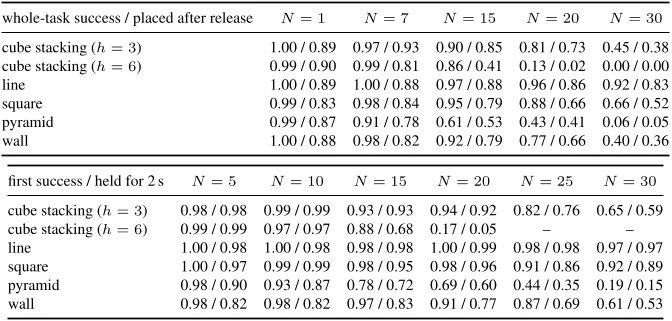 whole-task success / placed after release N = 1 N = 7 N = 15 N = 20 N = 30
cube stacking (h = 3) 1.00 / 0.89 0.97 / 0.93 0.90 / 0.85 0.81 / 0.73 0.45 / 0.38
cube stacking (h = 6) 0.99 / 0.90 0.99 / 0.81 0.86 / 0.41 0.13 / 0.02 0.00 / 0.00
line 1.00 / 0.89 1.00 / 0.88 0.97 / 0.88 0.96 / 0.86 0.92 / 0.83
square 0.99 / 0.83 0.98 / 0.84 0.95 / 0.79 0.88 / 0.66 0.66 / 0.52
pyramid 0.99 / 0.87 0.91 / 0.78 0.61 / 0.53 0.43 / 0.41 0.06 / 0.05
wall 1.00 / 0.88 0.98 / 0.82 0.92 / 0.79 0.77 / 0.66 0.40 / 0.36
first success / held for 2 s N = 5 N = 10 N = 15 N = 20 N = 25 N = 30
cube stacking (h = 3) 0.98 / 0.98 0.99 / 0.99 0.93 / 0.93 0.94 / 0.92 0.82 / 0.76 0.65 / 0.59
cube stacking (h = 6) 0.99 / 0.99 0.97 / 0.97 0.88 / 0.68 0.17 / 0.05 – –
line 1.00 / 0.98 1.00 / 0.98 0.98 / 0.98 1.00 / 0.99 0.98 / 0.98 0.97 / 0.97
square 1.00 / 0.97 0.99 / 0.99 0.98 / 0.95 0.98 / 0.96 0.91 / 0.86 0.92 / 0.89
pyramid 0.98 / 0.90 0.93 / 0.87 0.78 / 0.72 0.69 / 0.60 0.44 / 0.35 0.19 / 0.15
wall 0.98 / 0.82 0.98 / 0.82 0.97 / 0.83 0.91 / 0.77 0.87 / 0.69 0.61 / 0.53